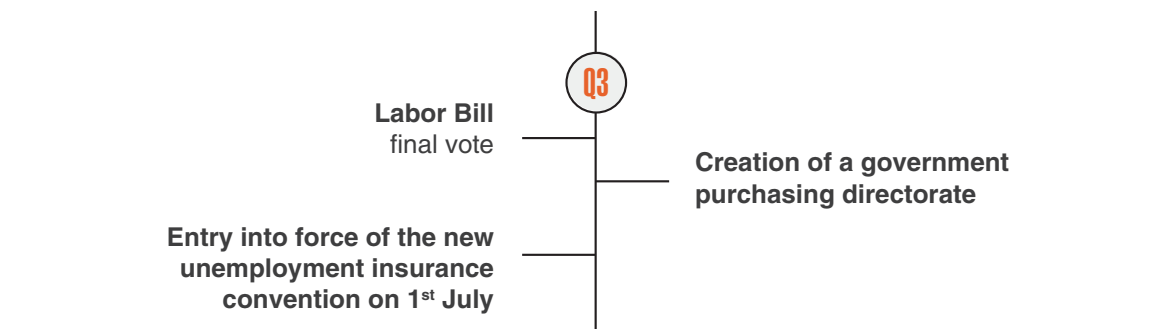 Q3
Labor Bill
final vote
Creation of a government
purchasing directorate
Entry into force of the new
unemployment insurance
convention on 1st July